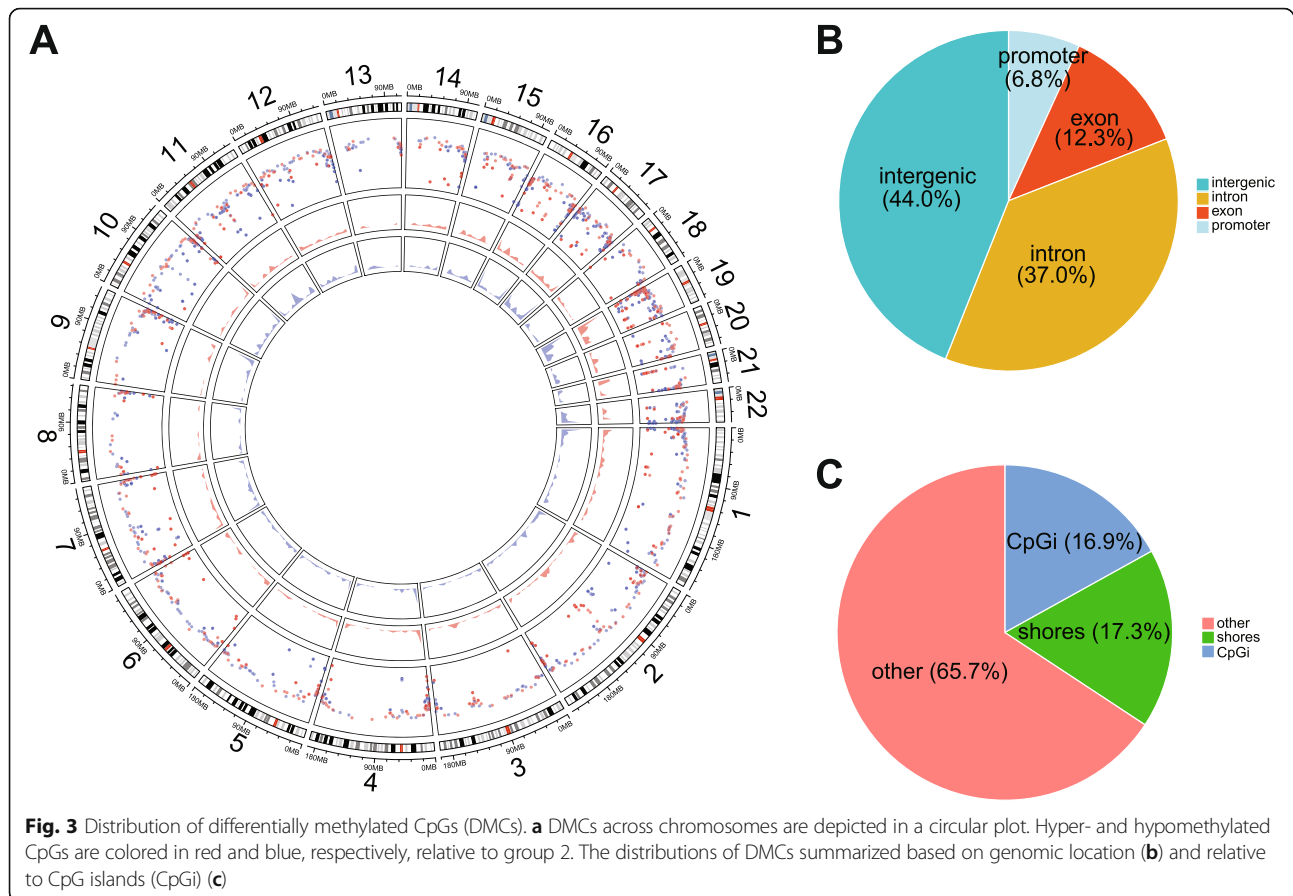 A
13
14
12
15
11
16
10
17
9
18
8
19
7
20
6
21
5
22
4
1
3
2
0MB
90MB
180MB
B
promoter
(6.8%)
exon
(12.3%)
intergenic
(44.0%)
intron
(37.0%)
intergenic
intron
exon
promoter
C
CpGi (16.9%)
shores (17.3%)
other (65.7%)
other
shores
CpGi
Fig. 3 Distribution of differentially methylated CpGs (DMCs). a DMCs across chromosomes are depicted in a circular plot. Hyper- and hypomethylated
CpGs are colored in red and blue, respectively, relative to group 2. The distributions of DMCs summarized based on genomic location (b) and relative
to CpG islands (CpGi) (c)